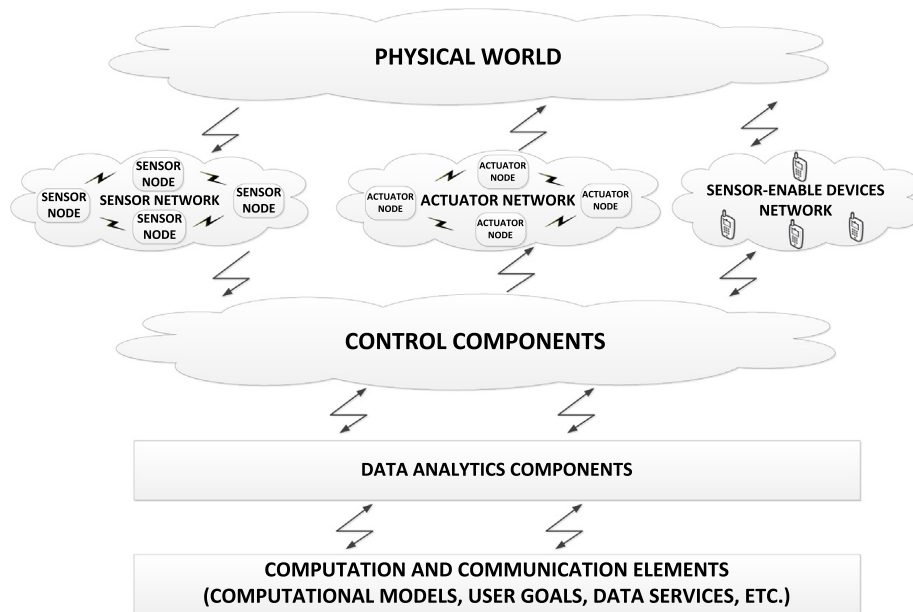 PHYSICAL WORLD
SENSOR
NODE
SENSOR
NODE
SENSOR NETWORK
SENSOR
NODE
SENSOR
NODE
ACTUATOR
NODE
ACTUATOR
NODE
ACTUATOR NETWORK
ACTUATOR
NODE
ACTUATOR
NODE
SENSOR-ENABLE DEVICES
NETWORK
CONTROL COMPONENTS
DATA ANALYTICS COMPONENTS
COMPUTATION AND COMMUNICATION ELEMENTS
(COMPUTATIONAL MODELS, USER GOALS, DATA SERVICES, ETC.)